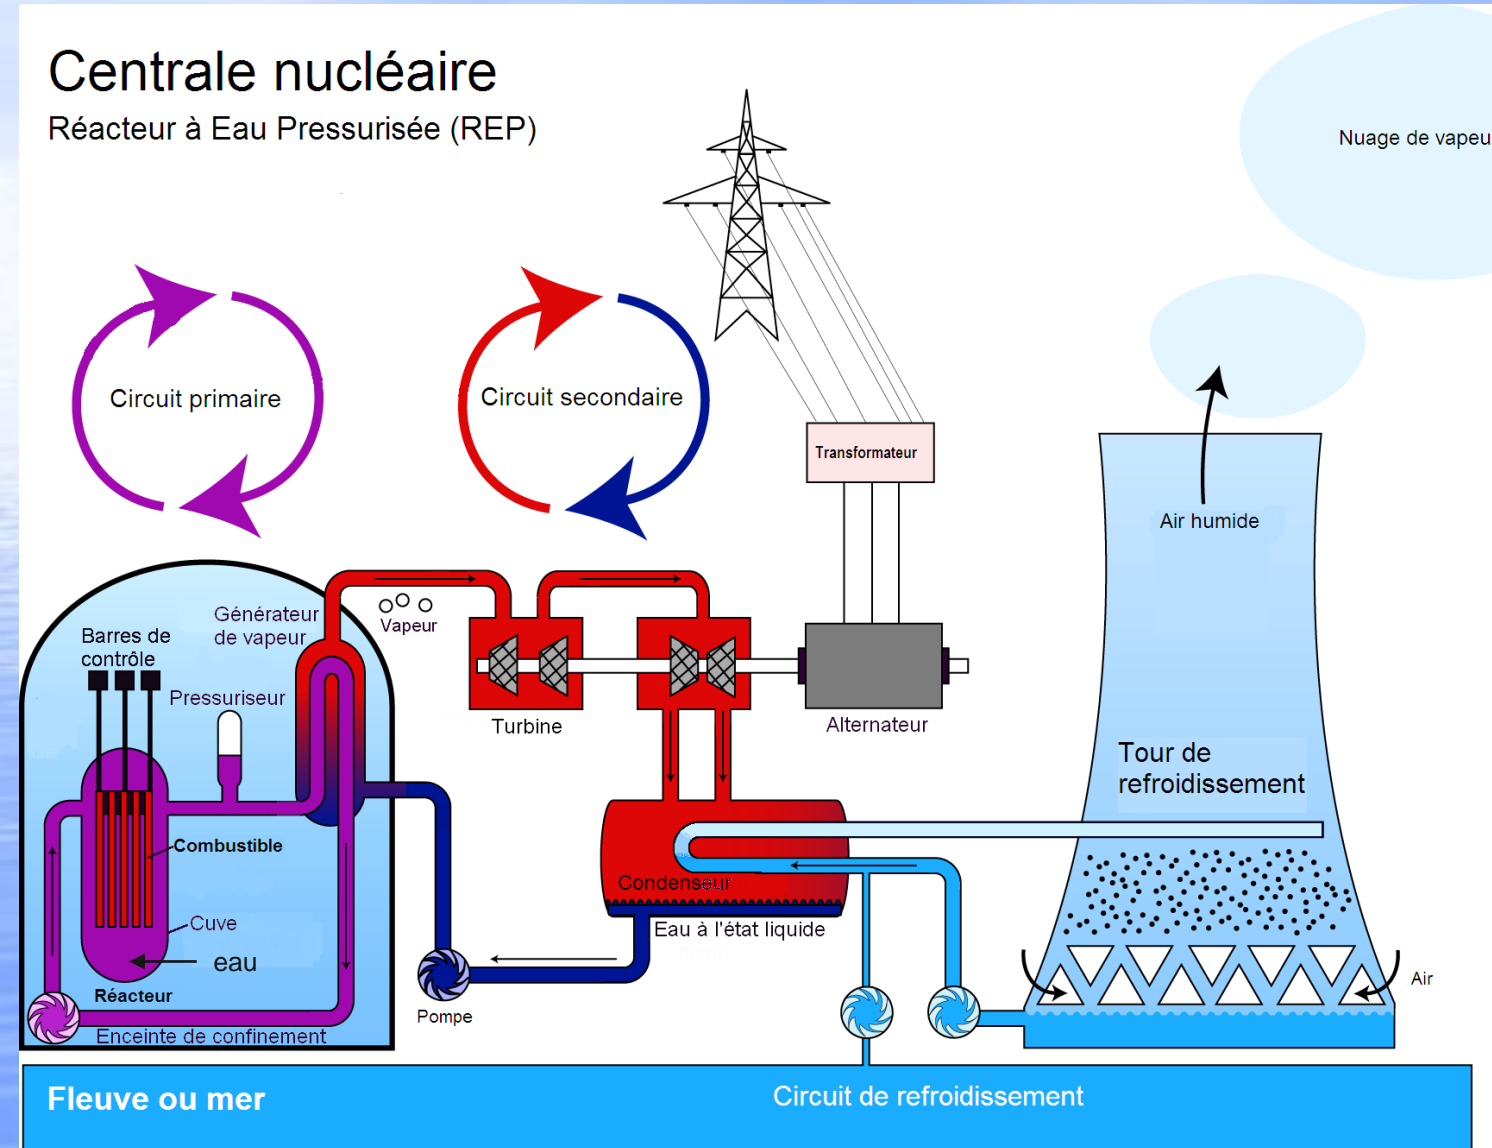 Centrale nucléaire
Réacteur à Eau Pressurisée (REP)
Nuage de vapeu
Circuit primaire
Circuit secondaire
Transformateur
Air humide
Générateur
de vapeur
Vapeur
Barres de
contrôle
Pressuriseur
Turbine
Alternateur
Tour de
refroidissement
Combustible
Condenseur
Cuve
Eau à l'état liquide
eau
Air
Réacteur
Pompe
Enceinte de confinement
Fleuve ou mer
Circuit de refroidissement